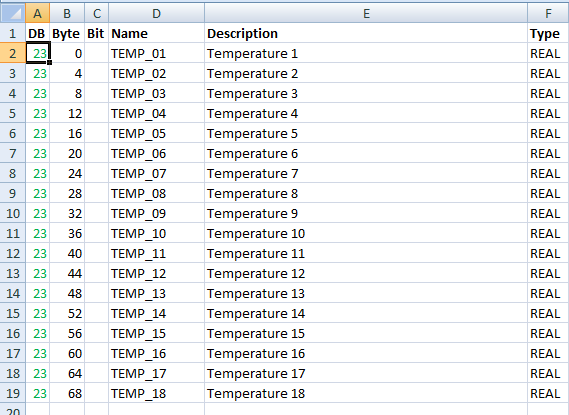 A B C D E F
1 DB Byte Bit Name Description Type
2 23 0 TEMP_01 Temperature 1 REAL
3 23 4 TEMP_02 Temperature 2 REAL
4 23 8 TEMP_03 Temperature 3 REAL
5 23 12 TEMP_04 Temperature 4 REAL
6 23 16 TEMP_05 Temperature 5 REAL
7 23 20 TEMP_06 Temperature 6 REAL
8 23 24 TEMP_07 Temperature 7 REAL
9 23 28 TEMP_08 Temperature 8 REAL
10 23 32 TEMP_09 Temperature 9 REAL
11 23 36 TEMP_10 Temperature 10 REAL
12 23 40 TEMP_11 Temperature 11 REAL
13 23 44 TEMP_12 Temperature 12 REAL
14 23 48 TEMP_13 Temperature 13 REAL
15 23 52 TEMP_14 Temperature 14 REAL
16 23 56 TEMP_15 Temperature 15 REAL
17 23 60 TEMP_16 Temperature 16 REAL
18 23 64 TEMP_17 Temperature 17 REAL
19 23 68 TEMP_18 Temperature 18 REAL
20